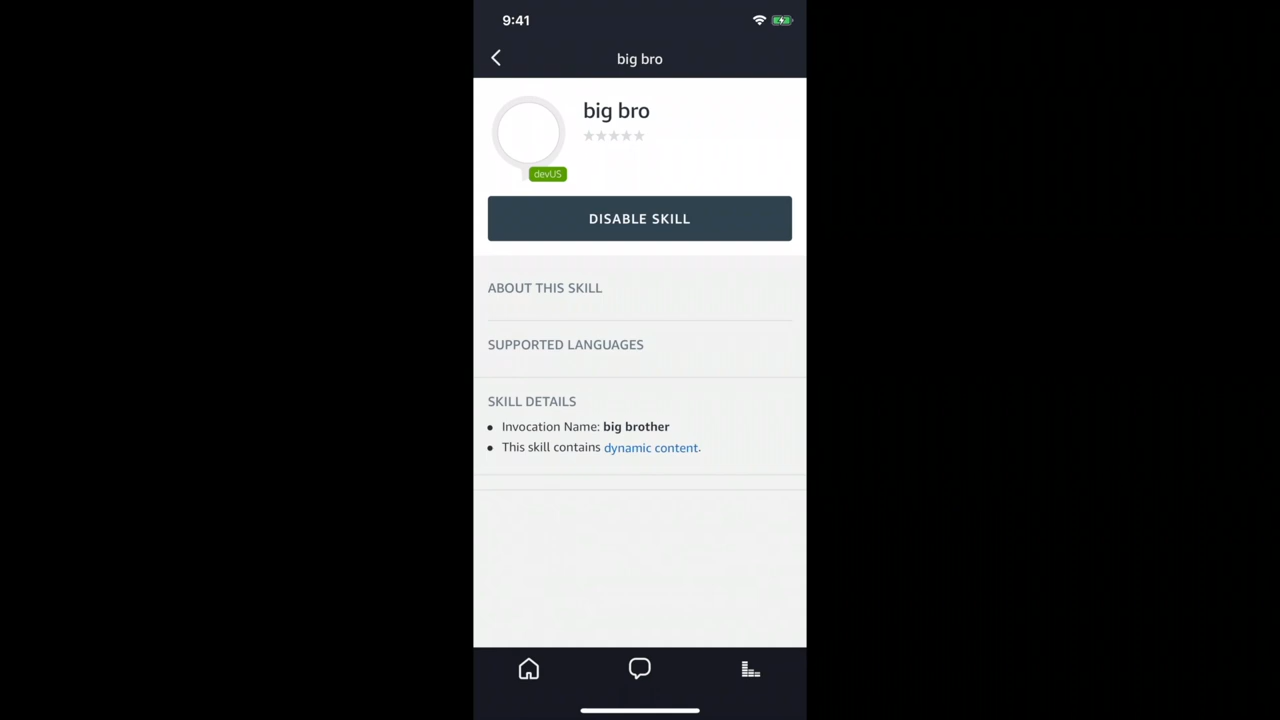 9:41
big bro
big bro
devUS
DISABLE SKILL
ABOUT THIS SKILL
SUPPORTED LANGUAGES
SKILL DETAILS
Invocation Name: big brother
This skill contains dynamic content.